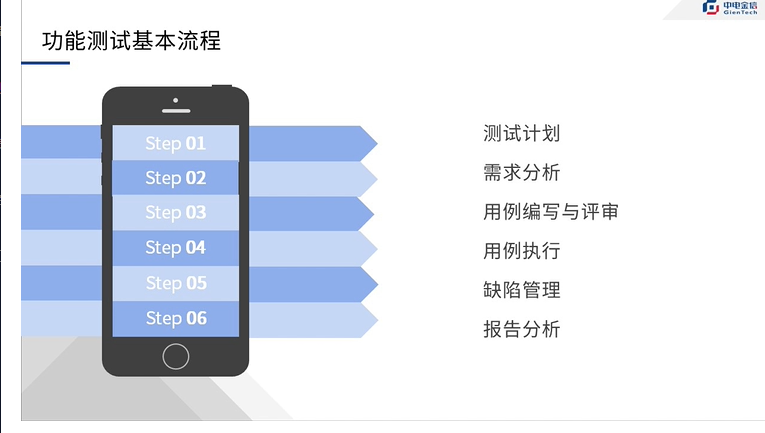 中电金信
GienTech
功能测试基本流程
Step 01
Step 02
Step 03
Step 04
Step 05
Step 06
测试计划
需求分析
用例编写与评审
用例执行
缺陷管理
报告分析